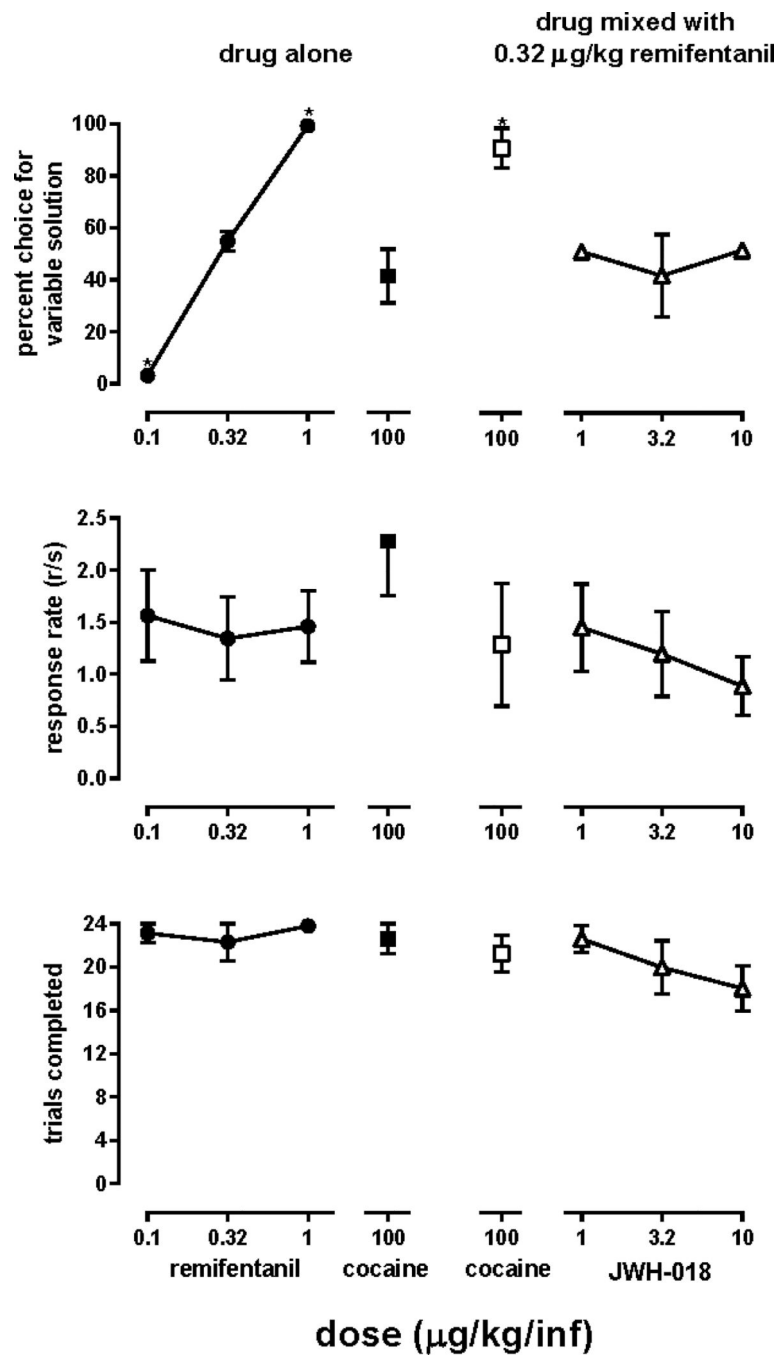 drug alone
drug mixed with
0.32 μg/kg remifentanil
percent choice for
variable solution
100
80
60
40
20
0
*
*
*
0.1 0.32 1 100 100 1 3.2 10
response rate (r/s)
2.5
2.0
1.5
1.0
0.5
0.0
0.1 0.32 1 100 100 1 3.2 10
trials completed
24
20
16
12
8
4
0
0.1 0.32 1 100 100 1 3.2 10
remifentanil cocaine cocaine JWH-018
dose (μg/kg/inf)